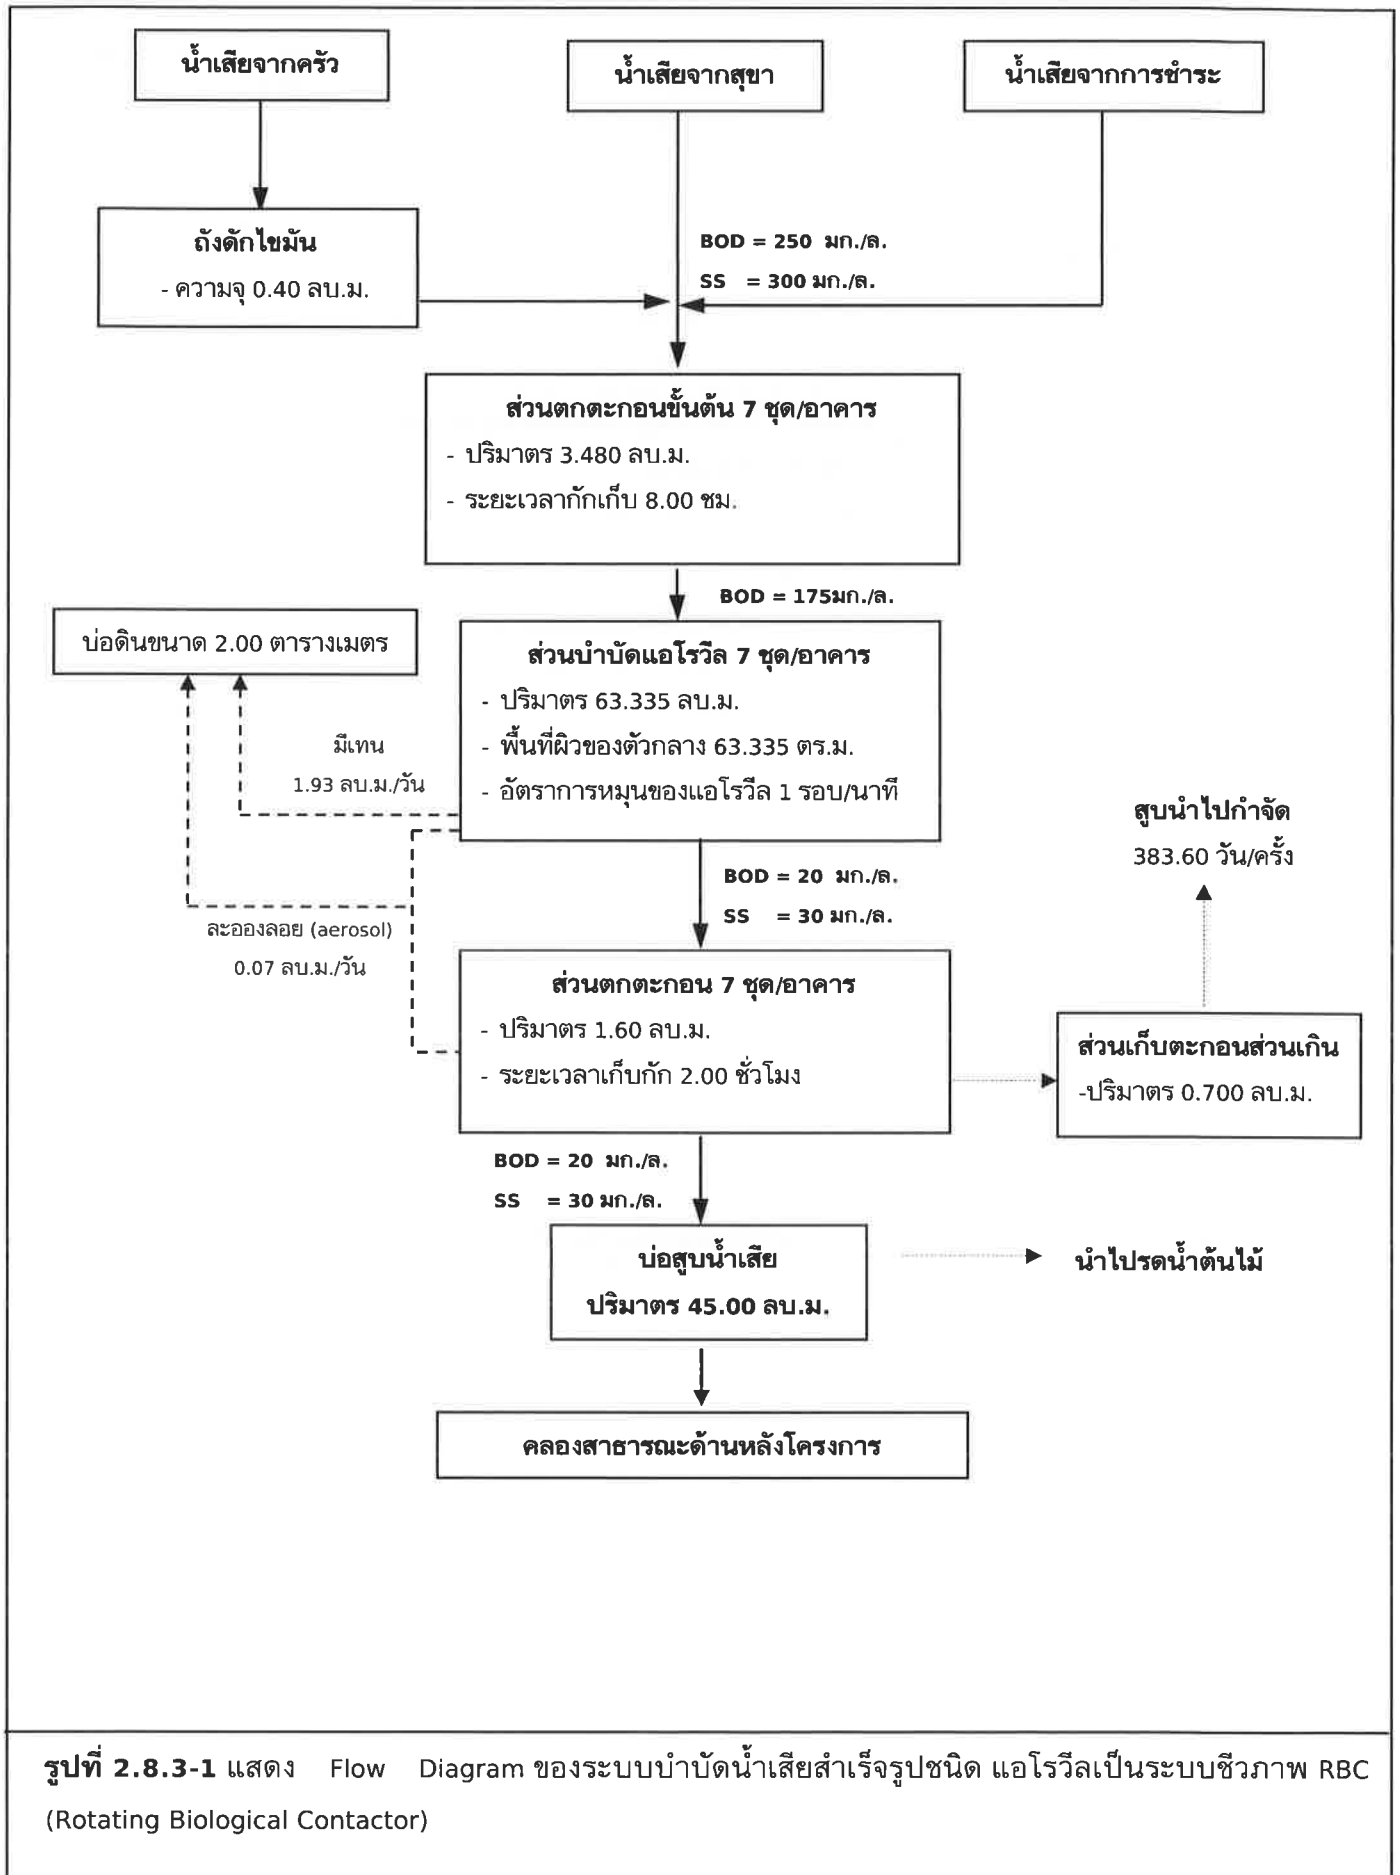 น้ำเสียจากครัว
น้ำเสียจากสุขา
น้ำเสียจากการชำระ
ถังดักไขมัน
- ความจุ 0.40 ลบ.ม.
BOD = 250 มก./ล.
SS = 300 มก./ล.
ส่วนตกตะกอนขั้นต้น 7 ชุด/อาคาร
- ปริมาตร 3.480 ลบ.ม.
- ระยะเวลากักเก็บ 8.00 ชม.
BOD = 175มก./ล.
บ่อดินขนาด 2.00 ตารางเมตร
ส่วนบำบัดแอโรวีล 7 ชุด/อาคาร
- ปริมาตร 63.335 ลบ.ม.
- พื้นที่ผิวของตัวกลาง 63.335 ตร.ม.
- อัตราการหมุนของแอโรวีล 1 รอบ/นาที
มีเทน
1.93 ลบ.ม./วัน
สูบนำไปกำจัด
383.60 วัน/ครั้ง
BOD = 20 มก./ล.
SS = 30 มก./ล.
ละอองลอย (aerosol)
0.07 ลบ.ม./วัน
ส่วนตกตะกอน 7 ชุด/อาคาร
- ปริมาตร 1.60 ลบ.ม.
- ระยะเวลาเก็บกัก 2.00 ชั่วโมง
ส่วนเก็บตะกอนส่วนเกิน
-ปริมาตร 0.700 ลบ.ม.
BOD = 20 มก./ล.
SS = 30 มก./ล.
บ่อสูบน้ำเสีย
ปริมาตร 45.00 ลบ.ม.
นำไปรดน้ำต้นไม้
คลองสาธารณะด้านหลังโครงการ
รูปที่ 2.8.3-1 แสดง Flow Diagram ของระบบบำบัดน้ำเสียสำเร็จรูปชนิด แอโรวีลเป็นระบบชีวภาพ RBC
(Rotating Biological Contactor)